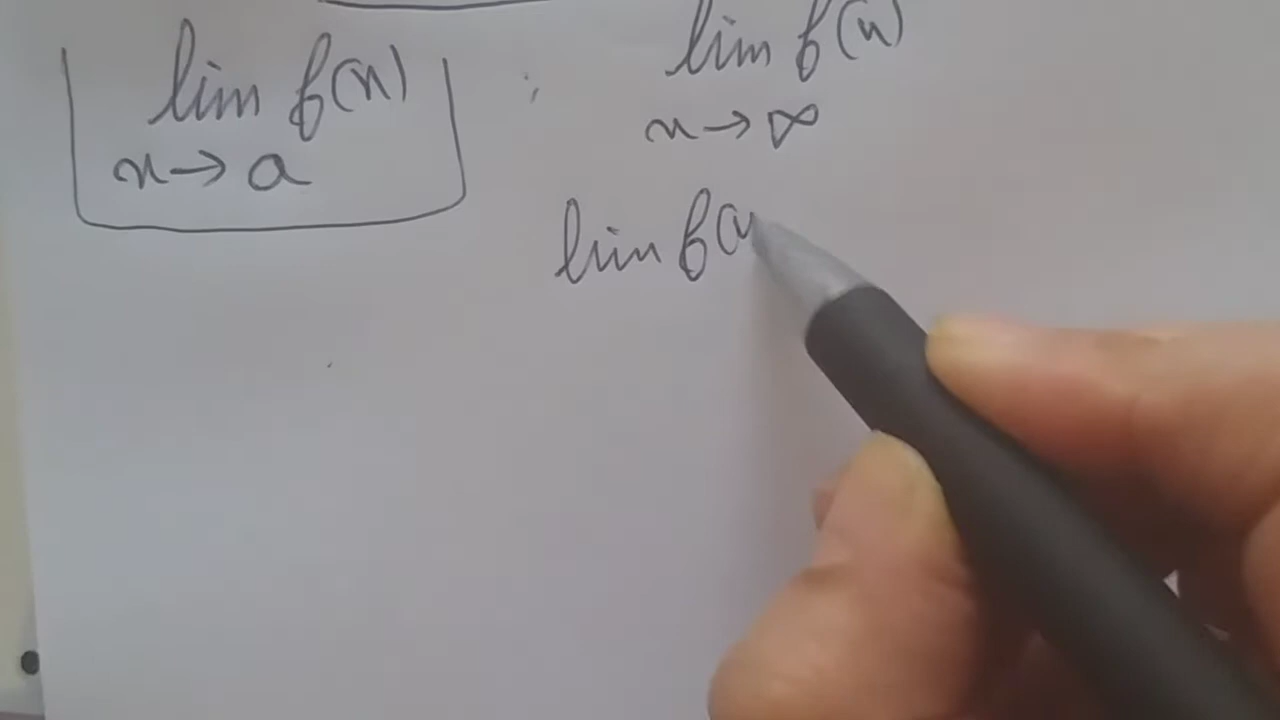 lim f(x) ; lim f(x)
x → a x → ∞
lim f(x